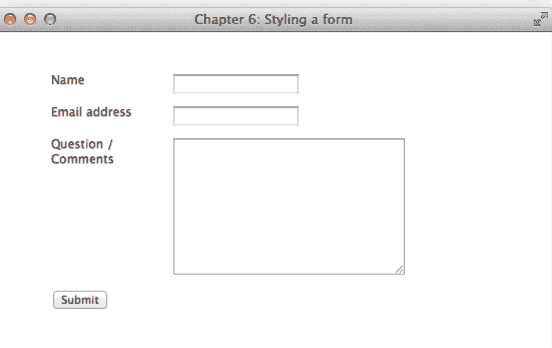 Chapter 6: Styling a form
Name
Email address
Question /
Comments
Submit